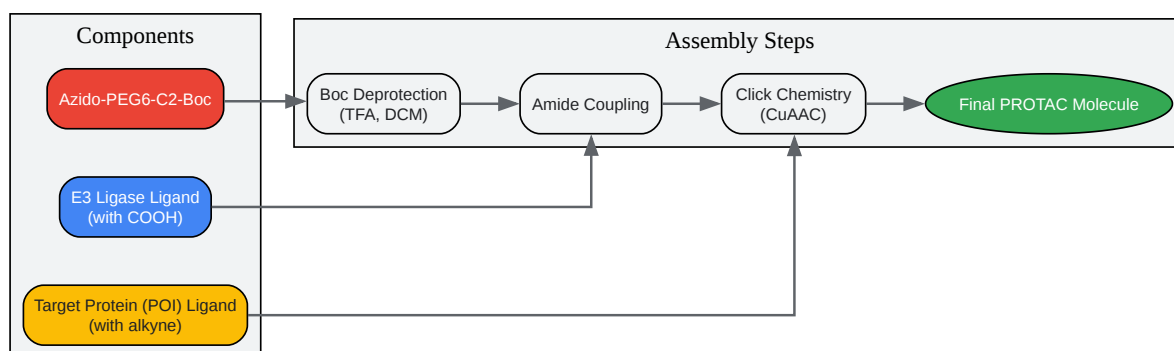 Components
Azido-PEG6-C2-Boc
E3 Ligase Ligand
(with COOH)
Target Protein (POI) Ligand
(with alkyne)
Assembly Steps
Boc Deprotection
(TFA, DCM)
Amide Coupling
Click Chemistry
(CuAAC)
Final PROTAC Molecule